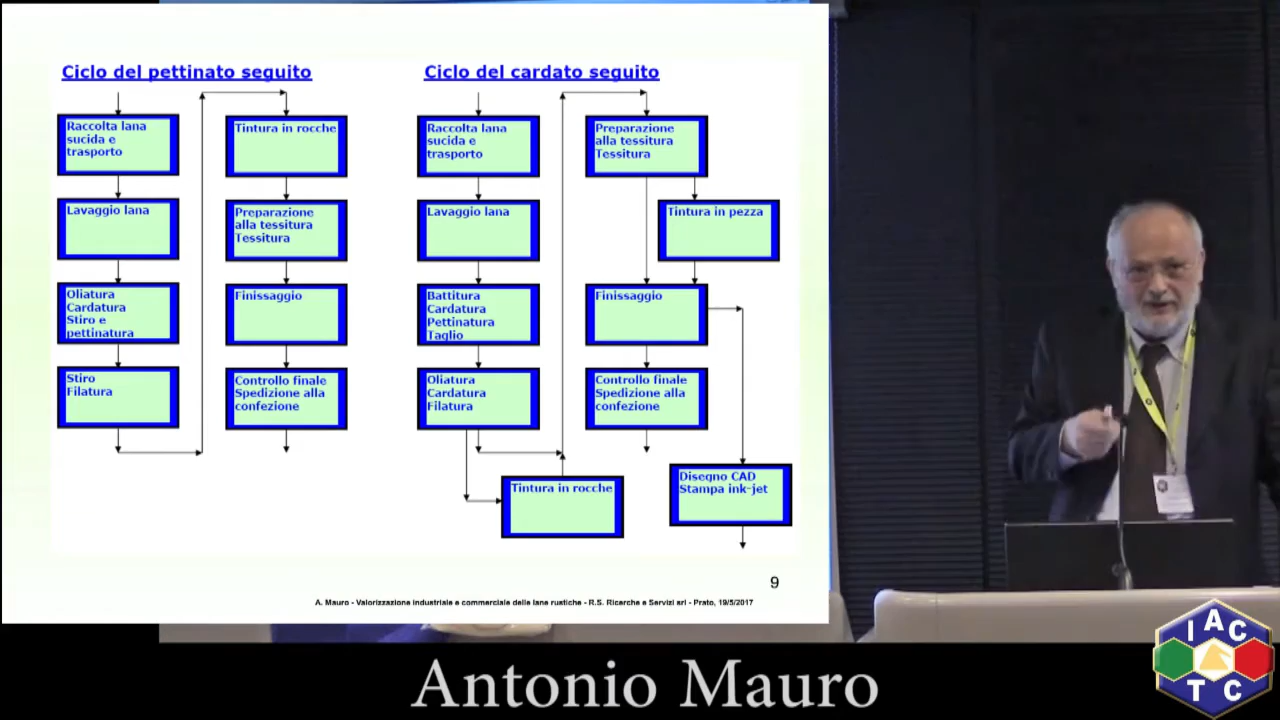 Ciclo del pettinato seguito
Raccolta lana
sucida e
trasporto
Lavaggio lana
Oliatura
Cardatura
Stiro e
pettinatura
Stiro
Filatura
Tintura in rocche
Preparazione
alla tessitura
Tessitura
Finissaggio
Controllo finale
Spedizione alla
confezione
Ciclo del cardato seguito
Raccolta lana
sucida e
trasporto
Lavaggio lana
Battitura
Cardatura
Pettinatura
Taglio
Oliatura
Cardatura
Filatura
Tintura in rocche
Preparazione
alla tessitura
Tessitura
Tintura in pezza
Finissaggio
Controllo finale
Spedizione alla
confezione
Disegno CAD
Stampa ink-jet
9
A. Mauro - Valorizzazione industriale e commerciale delle lane rustiche - R.S. Ricerche e Servizi srl - Prato, 19/5/2017
Antonio Mauro
IACTC